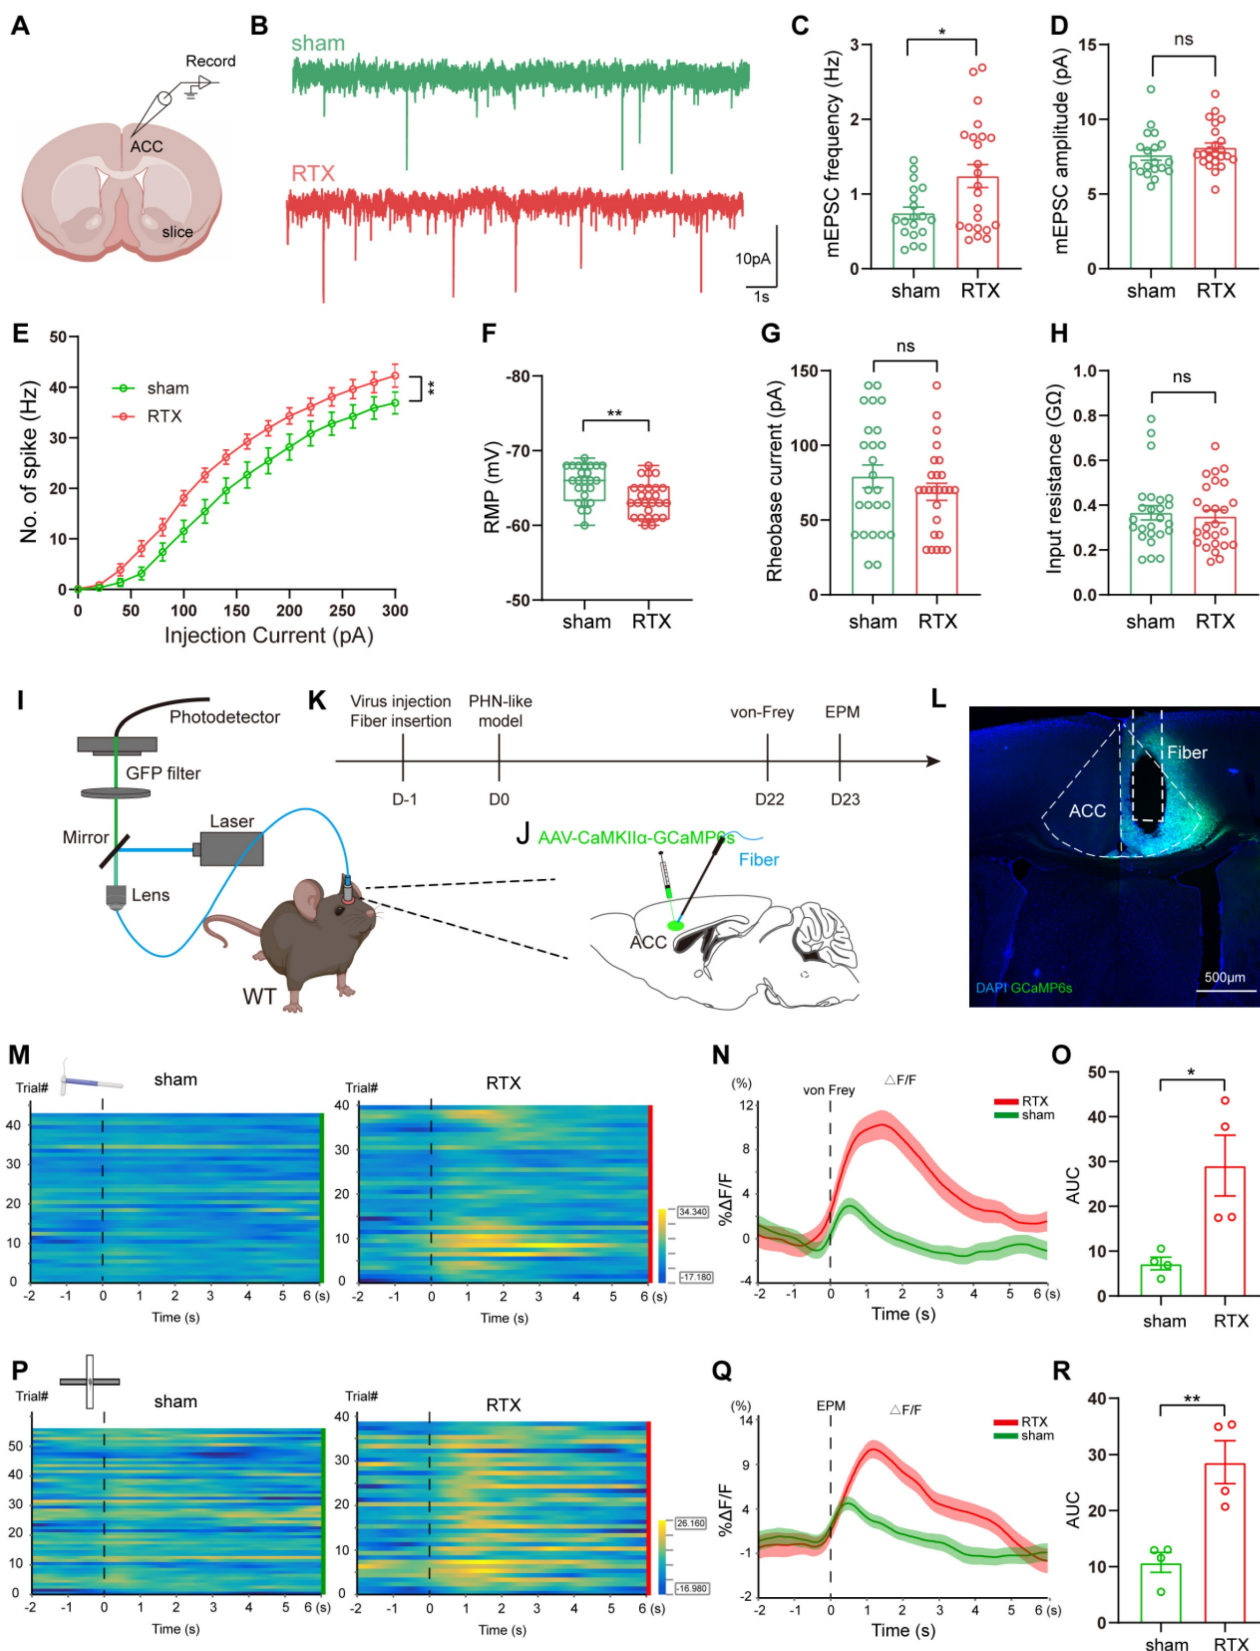 A
Record
ACC
slice
B
sham
RTX
10pA
1s
C
mEPSC frequency (Hz)
3
2
1
0
*
sham RTX
D
mEPSC amplitude (pA)
15
10
5
0
ns
sham RTX
E
No. of spike (Hz)
50
40
30
20
10
0
sham
RTX
**
0 50 100 150 200 250 300
Injection Current (pA)
F
RMP (mV)
-80
-70
-60
-50
**
sham RTX
G
Rheobase current (pA)
150
100
50
0
ns
sham RTX
H
Input resistance (GΩ)
1.0
0.8
0.6
0.4
0.2
0.0
ns
sham RTX
I
Photodetector
GFP filter
Mirror
Laser
Lens
WT
K
Virus injection
Fiber insertion
PHN-like
model
von-Frey
EPM
D-1
D0
D22
D23
J
AAV-CaMKIIα-GCaMP6s
Fiber
ACC
L
Fiber
ACC
DAPI GCaMP6s
500μm
M
Trial#
sham
40
30
20
10
0
-2 -1 0 1 2 3 4 5 6 (s)
Time (s)
Trial#
RTX
40
30
20
10
0
-2 -1 0 1 2 3 4 5 6 (s)
Time (s)
34.340
-17.180
N
(%)
von Frey
△F/F
RTX
sham
%ΔF/F
12
8
4
0
-4
-2 -1 0 1 2 3 4 5 6 (s)
Time (s)
O
AUC
50
40
30
20
10
0
*
sham RTX
P
Trial#
sham
50
40
30
20
10
0
-2 -1 0 1 2 3 4 5 6 (s)
Time (s)
Trial#
RTX
40
30
20
10
0
-2 -1 0 1 2 3 4 5 6 (s)
Time (s)
26.160
-16.980
Q
(%)
EPM
△F/F
RTX
sham
%ΔF/F
14
9
4
-1
-2 -1 0 1 2 3 4 5 6 (s)
Time (s)
R
AUC
40
30
20
10
0
**
sham RTX